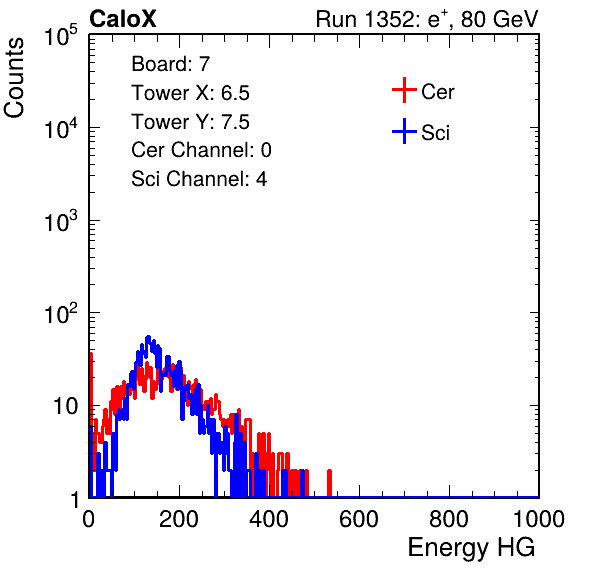 CaloX Run 1352: e⁺, 80 GeV
Counts
10⁵
10⁴
10³
10²
10
1
Board: 7
Tower X: 6.5
Tower Y: 7.5
Cer Channel: 0
Sci Channel: 4
Cer
Sci
0 200 400 600 800 1000
Energy HG